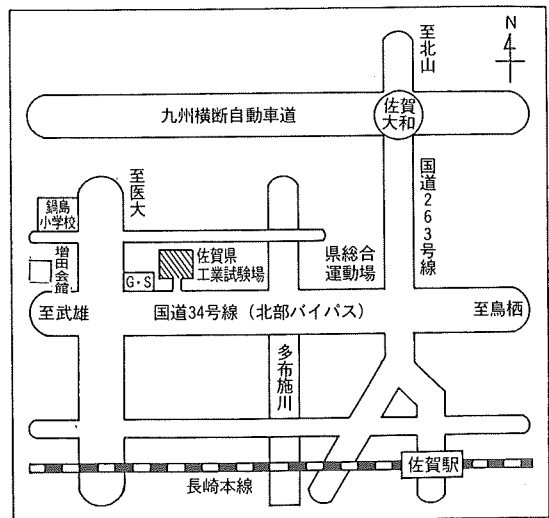 N
至北山
九州横断自動車道
佐賀
大和
国道263号線
至医大
鍋島
小学校
増田会館
G・S
佐賀県
工業試験場
県総合
運動場
至武雄
国道34号線（北部バイパス）
至鳥栖
多布施川
佐賀駅
長崎本線